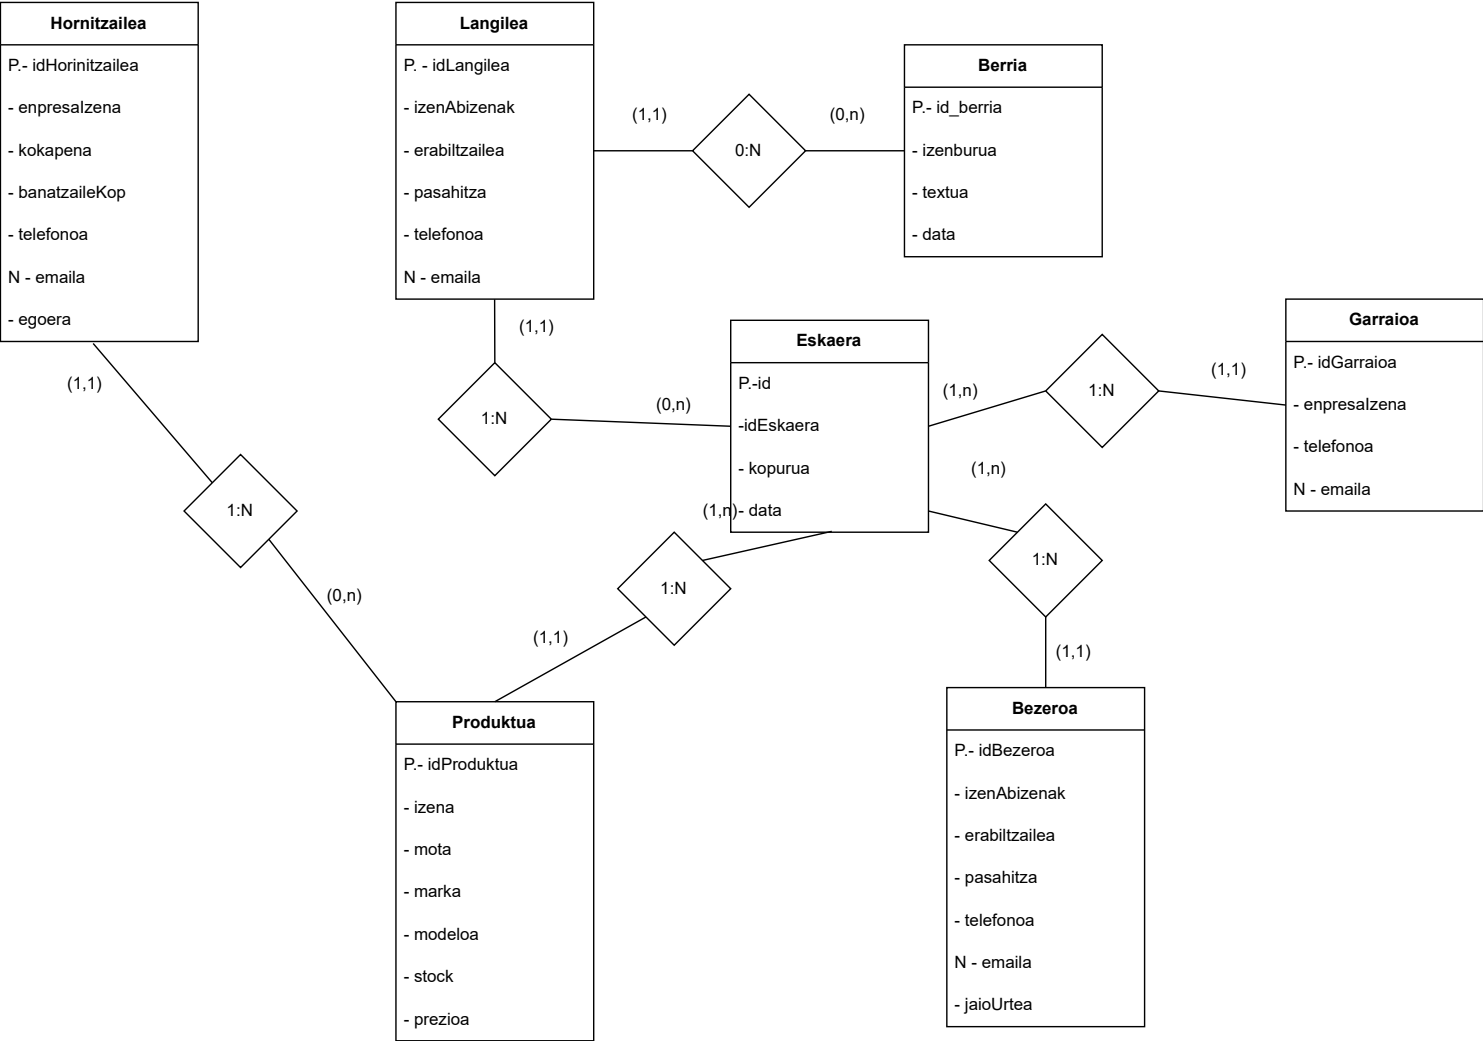 Hornitzailea
P.- idHorinitzailea
- enpresaIzena
- kokapena
- banatzaileKop
- telefonoa
N - emaila
- egoera
Langilea
P. - idLangilea
- izenAbizenak
- erabiltzailea
- pasahitza
- telefonoa
N - emaila
(1,1)
0:N
(0,n)
Berria
P.- id_berria
- izenburua
- textua
- data
(1,1)
1:N
(0,n)
Eskaera
P.-id
-idEskaera
- kopurua
- data
(1,n)
1:N
(1,1)
Garraioa
P.- idGarraioa
- enpresaIzena
- telefonoa
N - emaila
(1,1)
1:N
(0,n)
(1,n)
1:N
(1,1)
(1,n)
1:N
(1,1)
Produktua
P.- idProduktua
- izena
- mota
- marka
- modeloa
- stock
- prezioa
Bezeroa
P.- idBezeroa
- izenAbizenak
- erabiltzailea
- pasahitza
- telefonoa
N - emaila
- jaioUrtea